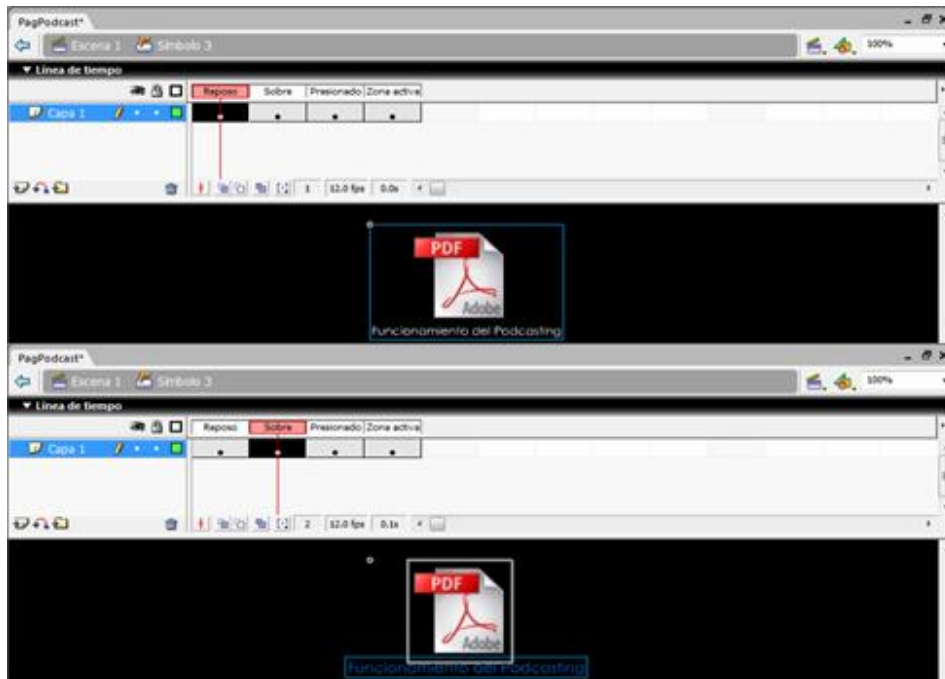 PagPodcast*
Escena 1 Símbolo 3 100%
▼ Línea de tiempo
Reposo Sobre Presionado Zona activa
Capa 1
1 12.0 fps 0.0s
PDF
Adobe
Funcionamiento del Podcasting
PagPodcast*
Escena 1 Símbolo 3 100%
▼ Línea de tiempo
Reposo Sobre Presionado Zona activa
Capa 1
2 12.0 fps 0.1s
PDF
Adobe
Funcionamiento del Podcasting